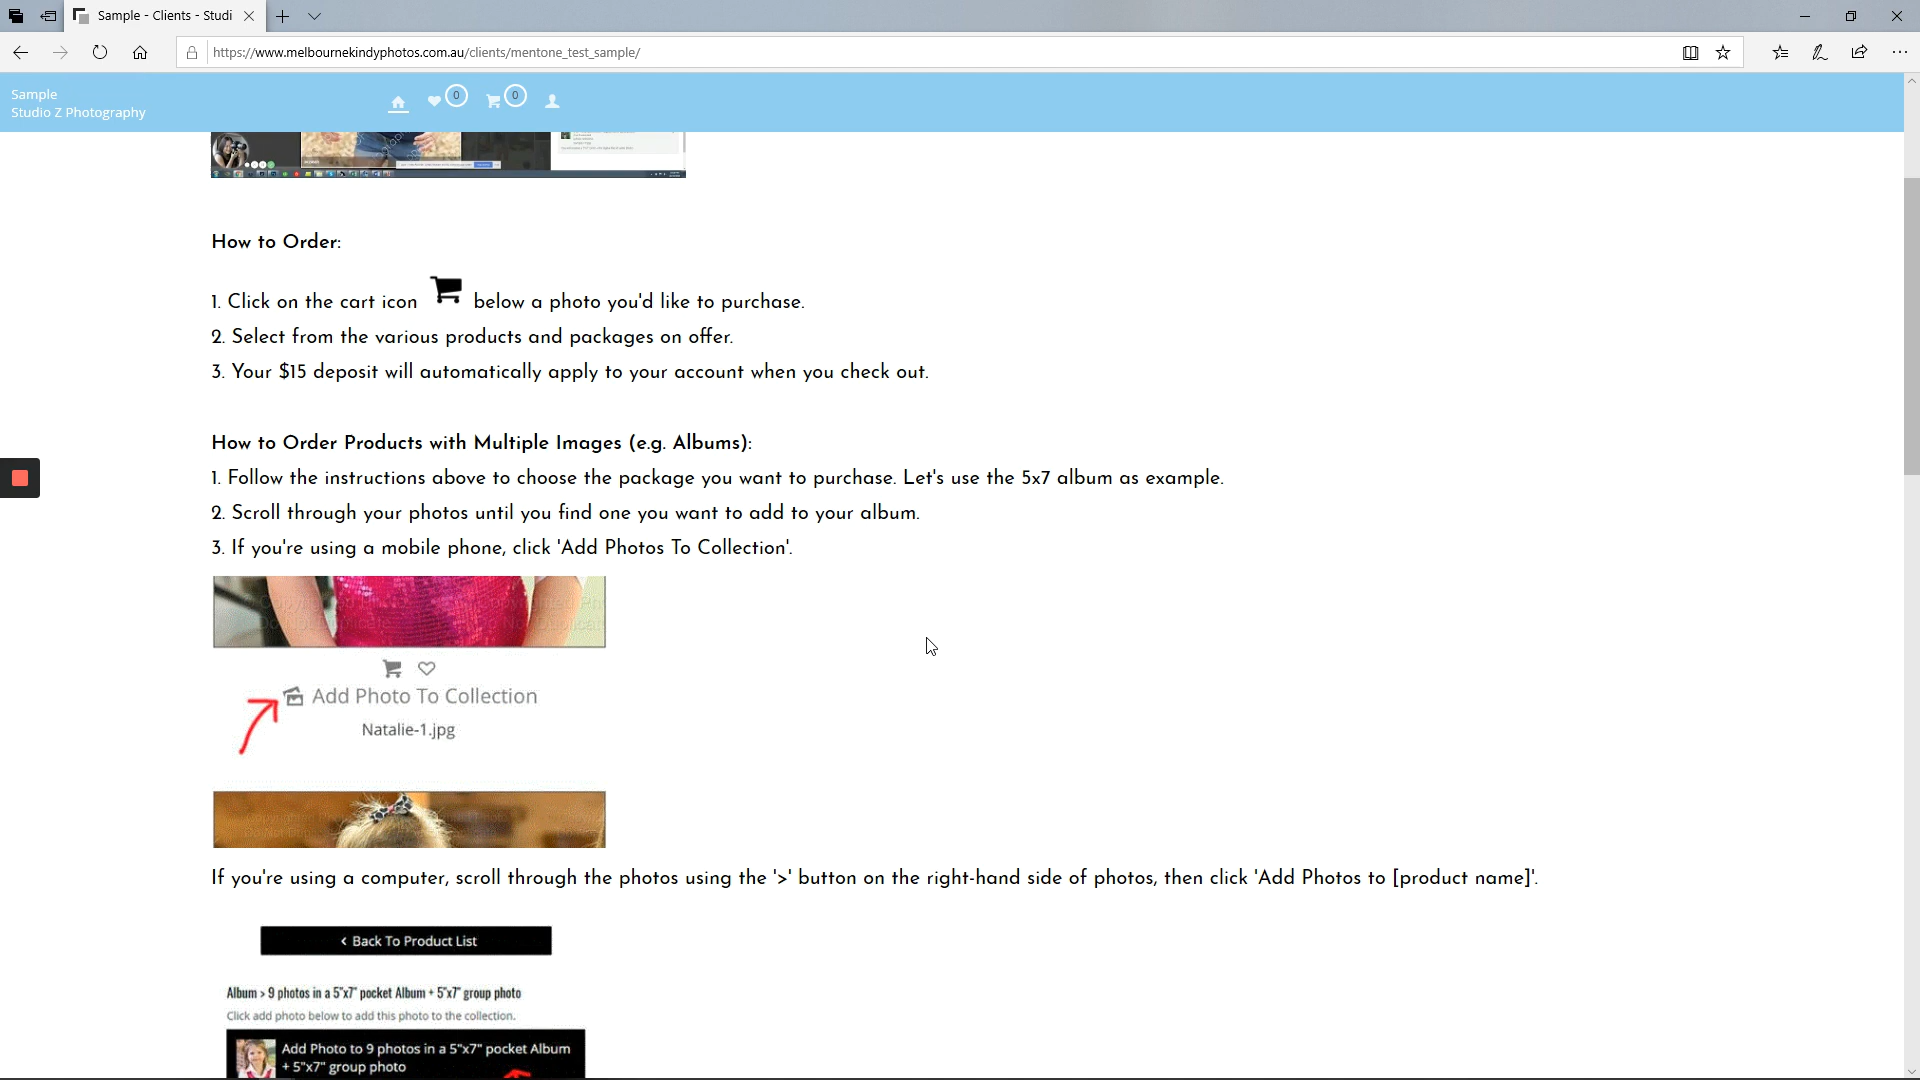 Sample - Clients - Studi
https://www.melbournekindyphotos.com.au/clients/mentone_test_sample/
Sample
Studio Z Photography
0
0
How to Order:
1. Click on the cart icon below a photo you'd like to purchase.
2. Select from the various products and packages on offer.
3. Your $15 deposit will automatically apply to your account when you check out.
How to Order Products with Multiple Images (e.g. Albums):
1. Follow the instructions above to choose the package you want to purchase. Let's use the 5x7 album as example.
2. Scroll through your photos until you find one you want to add to your album.
3. If you're using a mobile phone, click 'Add Photos To Collection'.
Add Photo To Collection
Natalie-1.jpg
If you're using a computer, scroll through the photos using the '>' button on the right-hand side of photos, then click 'Add Photos to [product name]'.
< Back To Product List
Album > 9 photos in a 5"x7" pocket Album + 5"x7" group photo
Click add photo below to add this photo to the collection.
Add Photo to 9 photos in a 5"x7" pocket Album
+ 5"x7" group photo